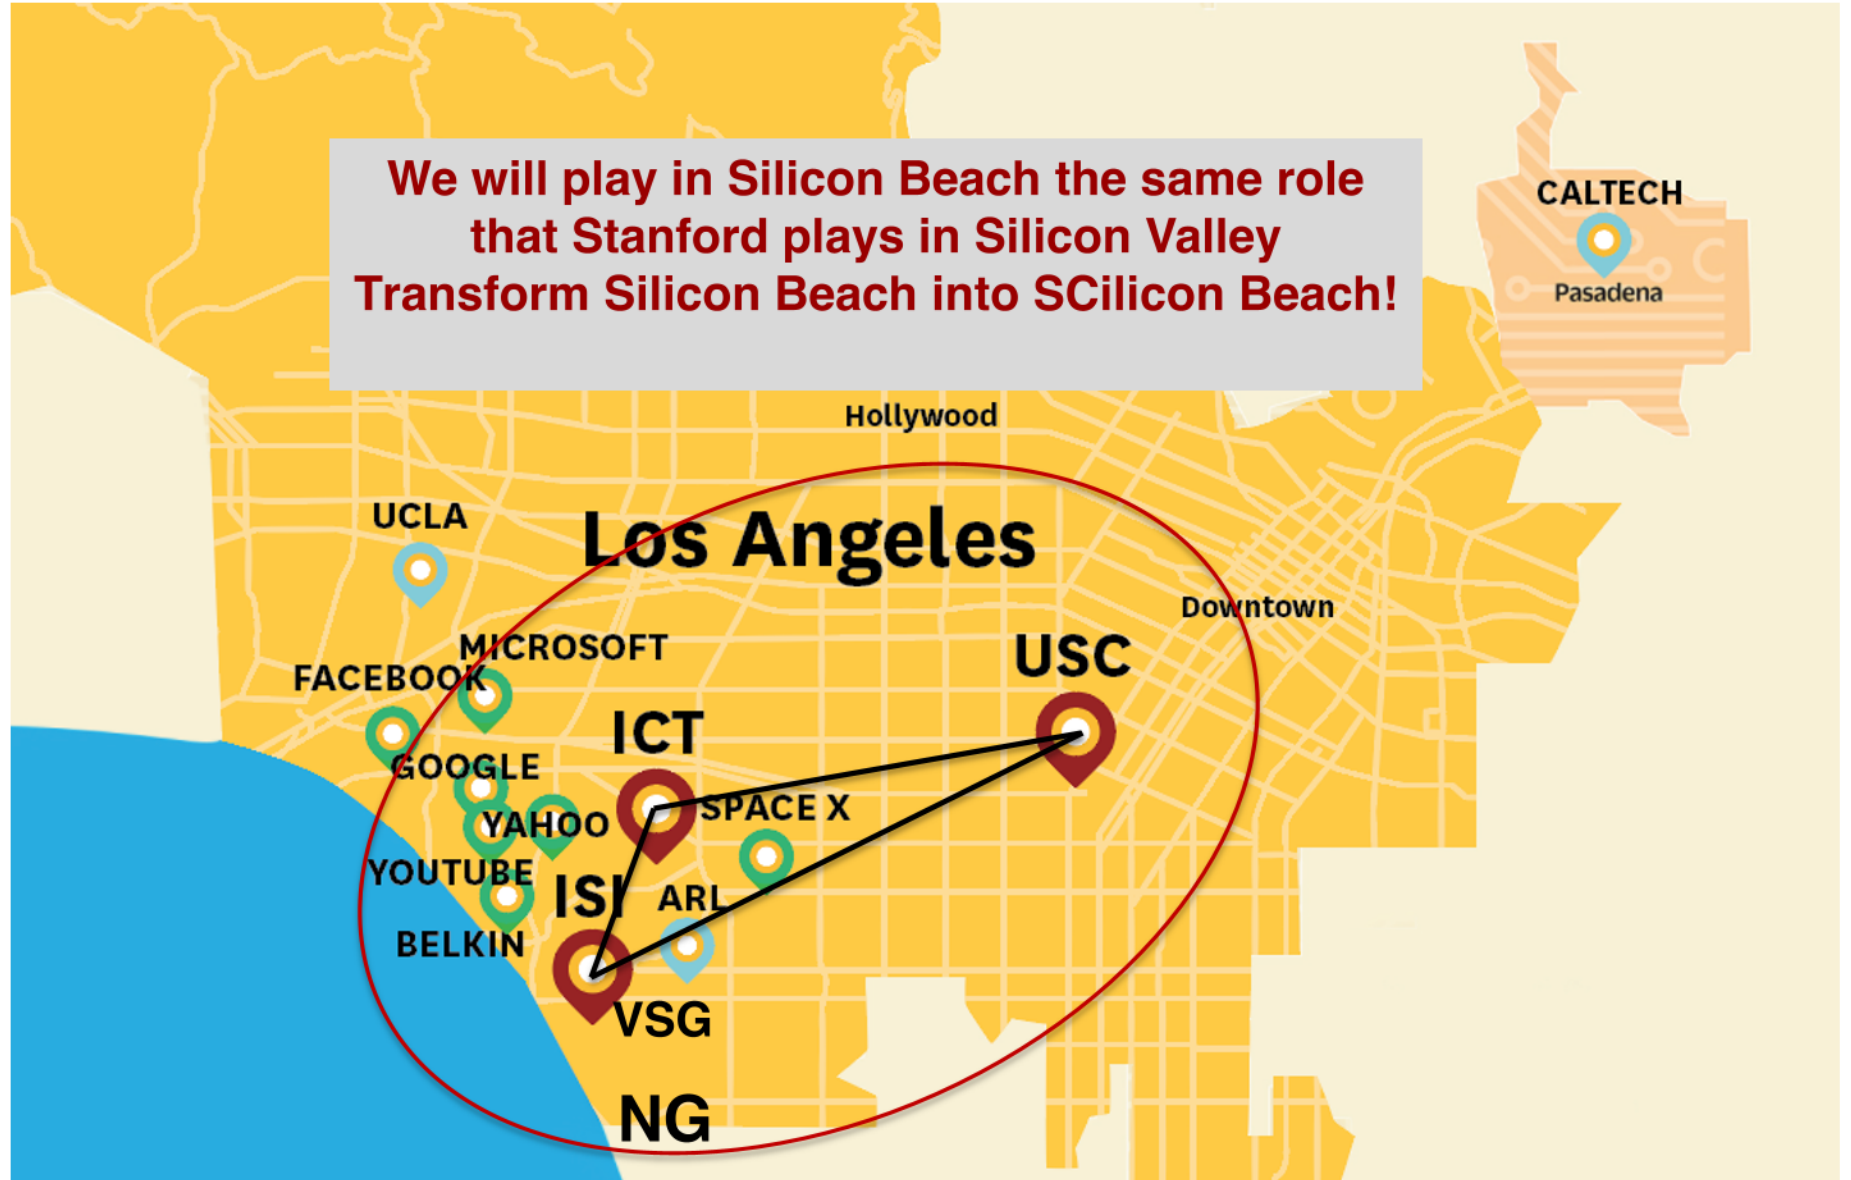 We will play in Silicon Beach the same role
that Stanford plays in Silicon Valley
Transform Silicon Beach into SCilicon Beach!
CALTECH
Pasadena
Hollywood
UCLA
Los Angeles
Downtown
MICROSOFT
USC
FACEBOOK
ICT
GOOGLE
SPACE X
YAHOO
YOUTUBE
ISI
ARL
BELKIN
VSG
NG